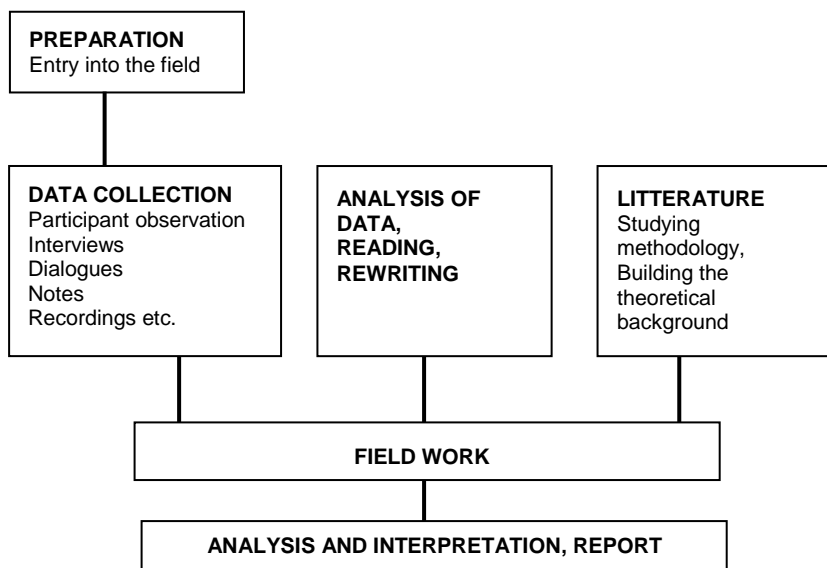 PREPARATION
Entry into the field
DATA COLLECTION
Participant observation
Interviews
Dialogues
Notes
Recordings etc.
ANALYSIS OF
DATA,
READING,
REWRITING
LITTERATURE
Studying
methodology,
Building the
theoretical
background
FIELD WORK
ANALYSIS AND INTERPRETATION, REPORT